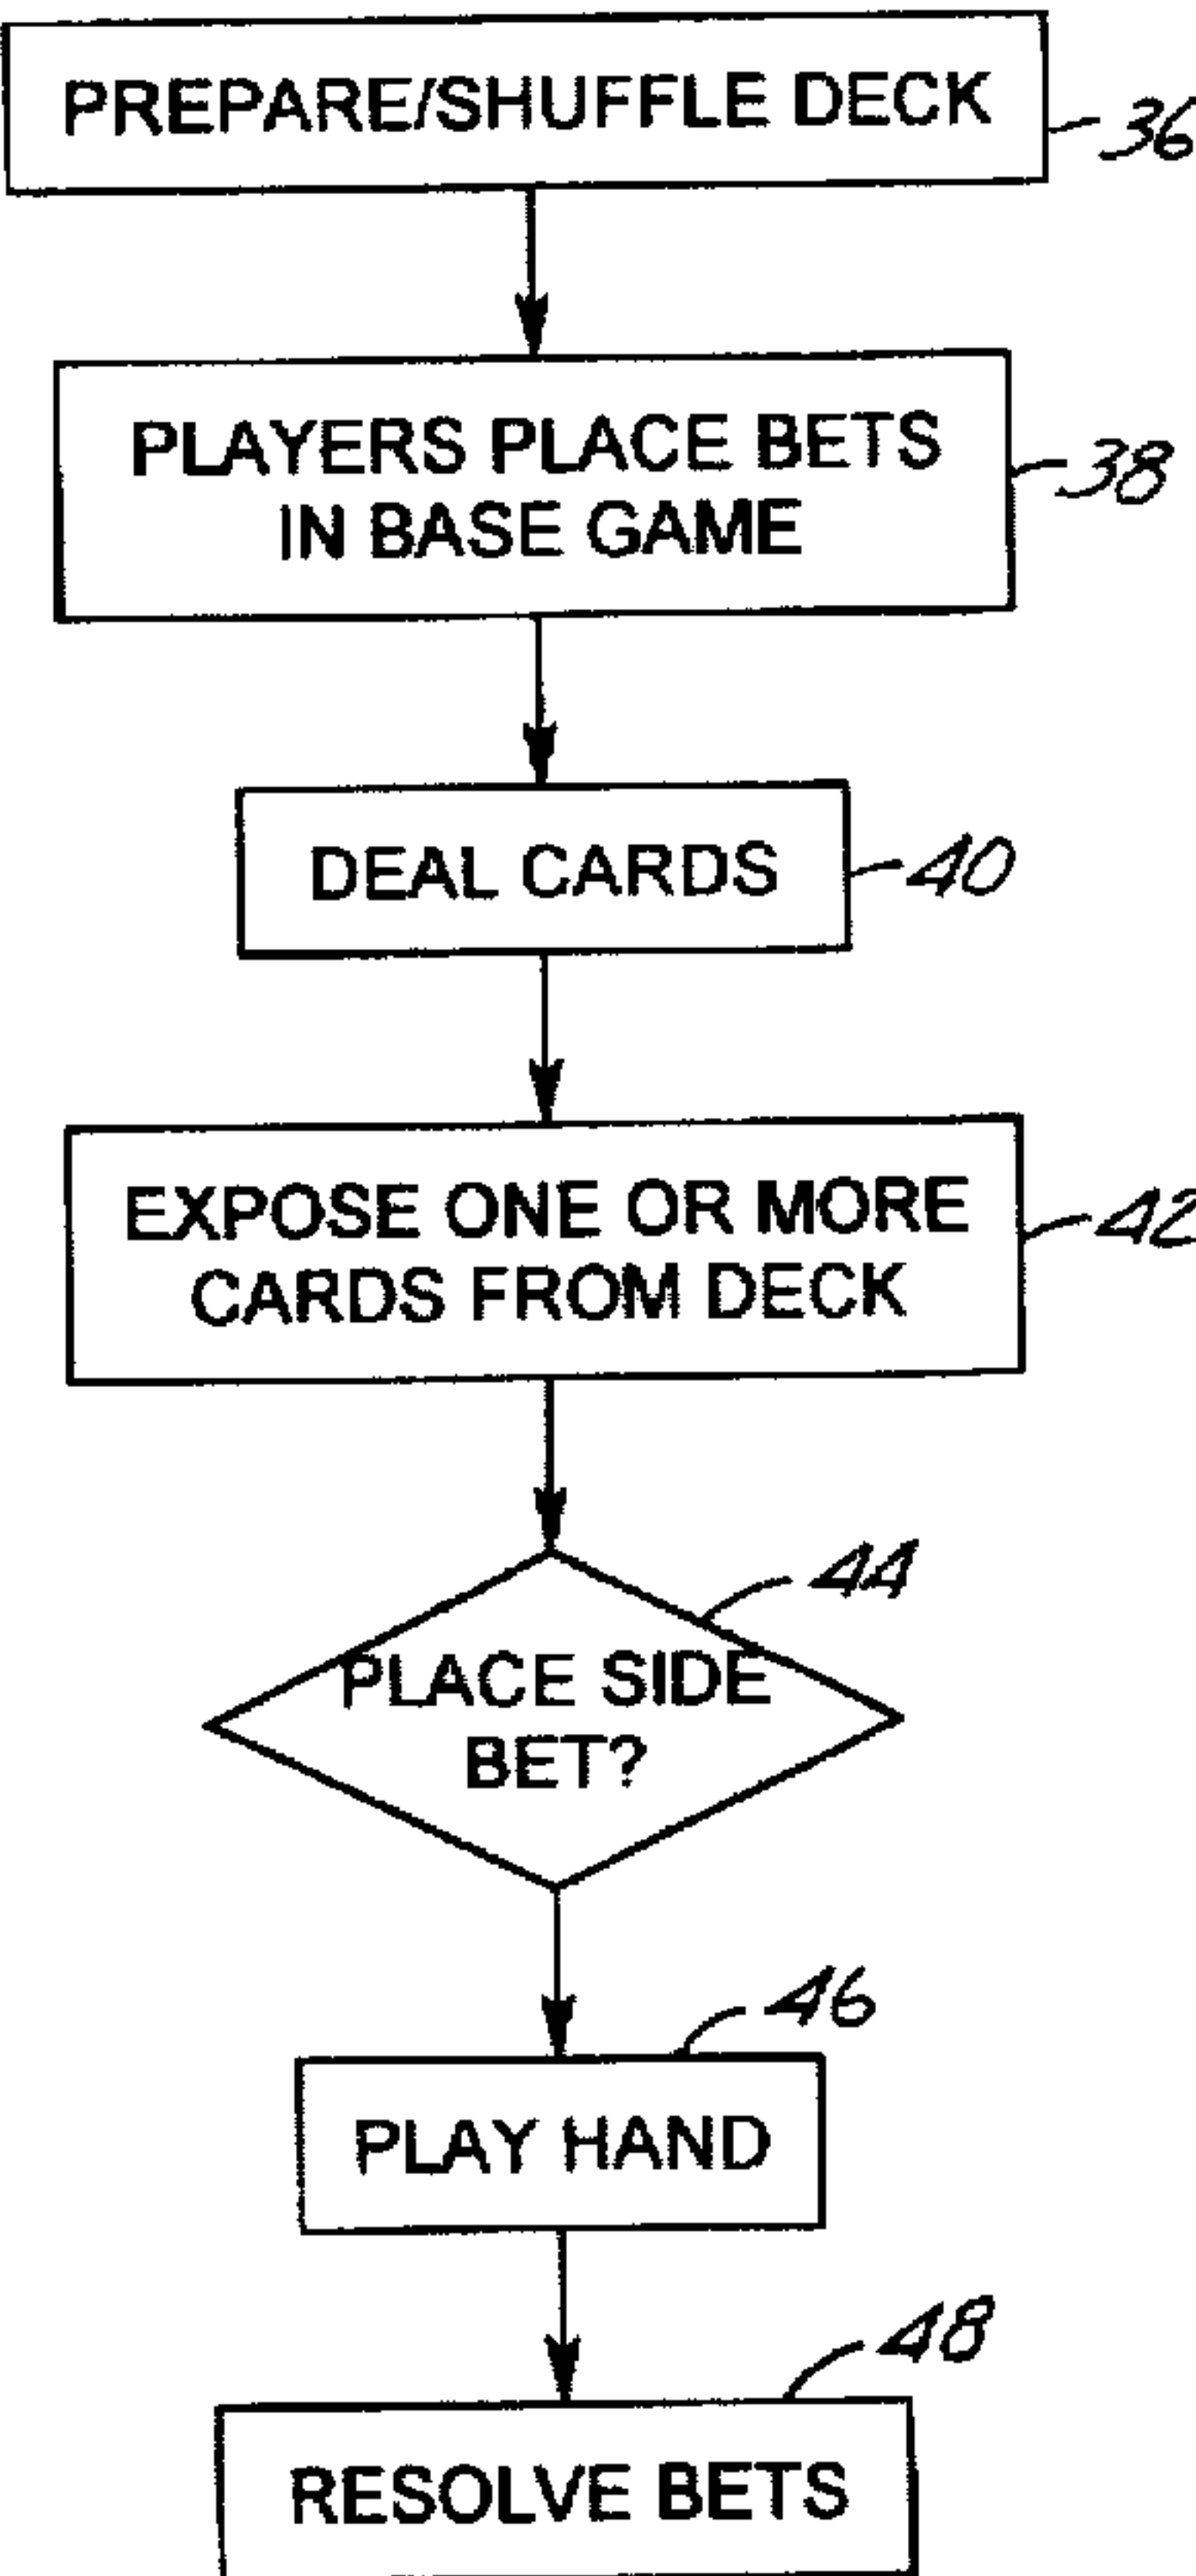 PREPARE/SHUFFLE DECK
36
PLAYERS PLACE BETS
IN BASE GAME
38
DEAL CARDS
40
EXPOSE ONE OR MORE
CARDS FROM DECK
42
44
PLACE SIDE
BET?
46
PLAY HAND
48
RESOLVE BETS